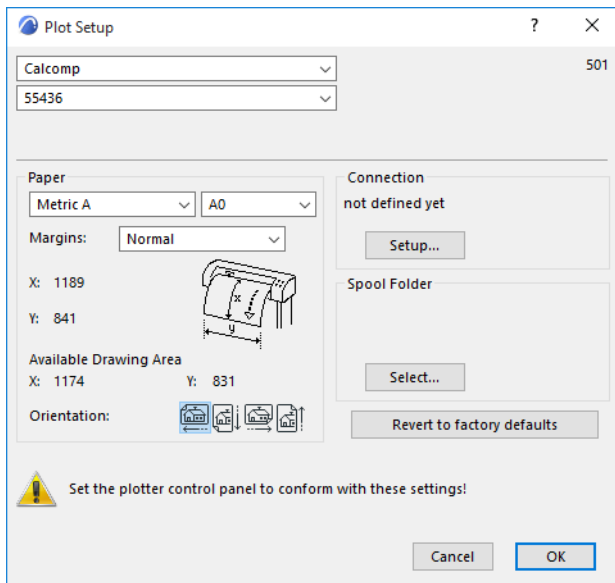 Plot Setup
?
Calcomp
501
55436
Paper
Connection
Metric A
A0
not defined yet
Margins:
Normal
Setup...
X: 1189
x
Spool Folder
Y: 841
y
Available Drawing Area
X: 1174
Y: 831
Select...
Orientation:
Revert to factory defaults
Set the plotter control panel to conform with these settings!
Cancel
OK